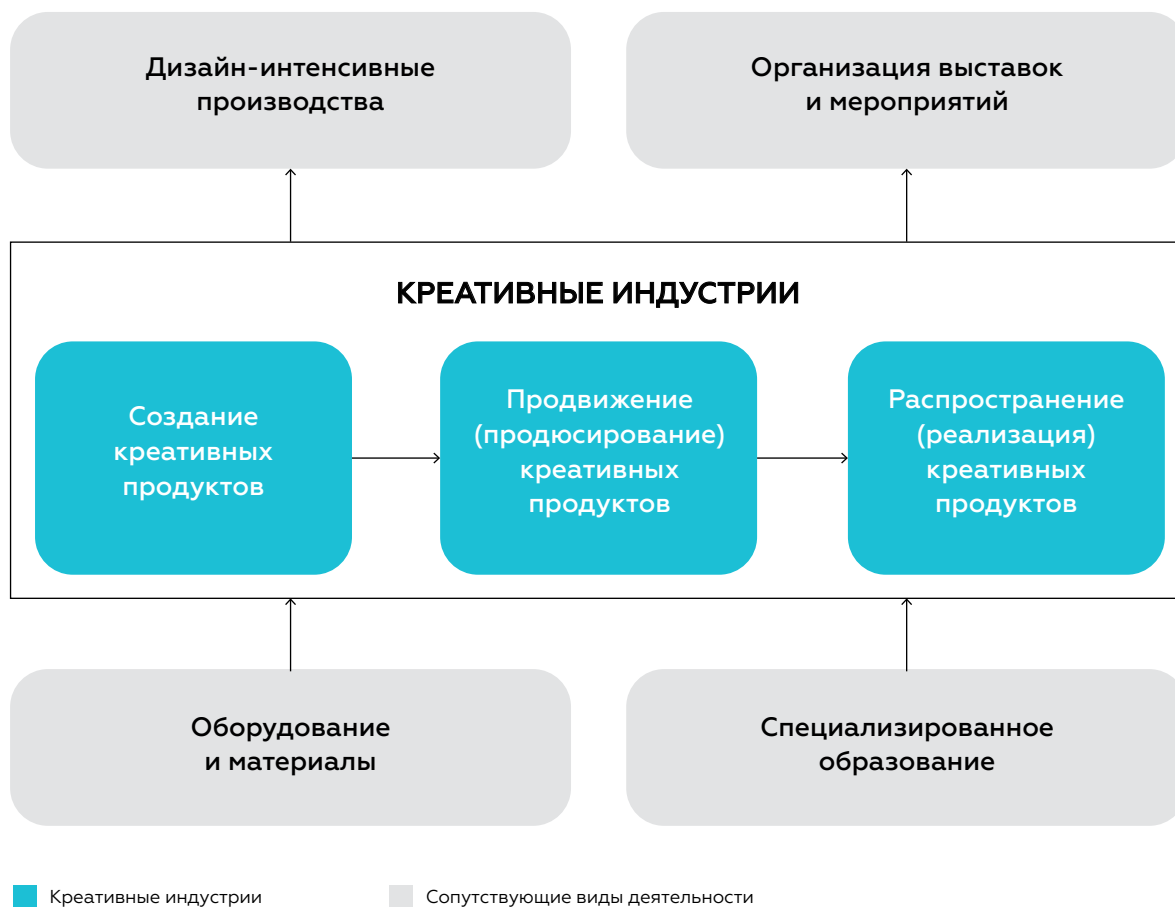 Дизайн-интенсивные
производства
Организация выставок
и мероприятий
КРЕАТИВНЫЕ ИНДУСТРИИ
Создание
креативных
продуктов
Продвижение
(продюсирование)
креативных
продуктов
Распространение
(реализация)
креативных
продуктов
Оборудование
и материалы
Специализированное
образование
Креативные индустрии
Сопутствующие виды деятельности